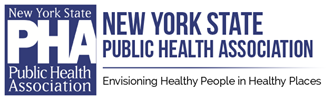 New York State
PHA
Public Health
Association
NEW YORK STATE
PUBLIC HEALTH ASSOCIATION
Envisioning Healthy People in Healthy Places